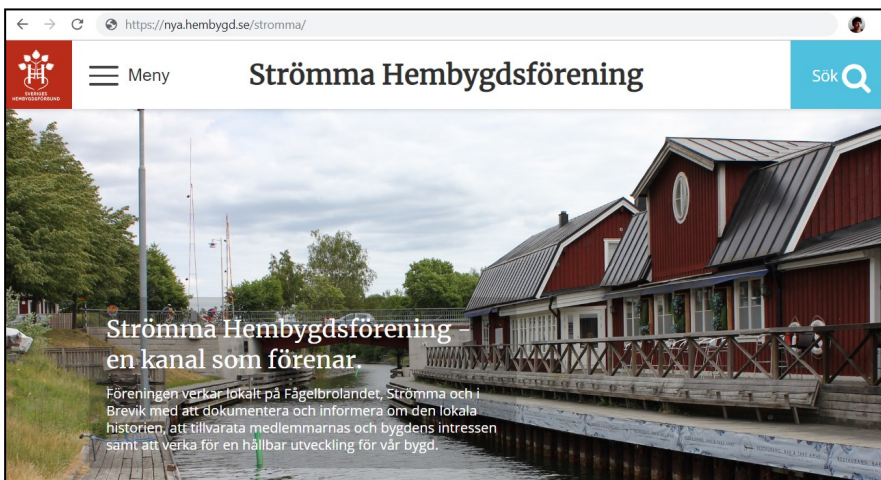 https://nya.hembygd.se/stromma/
SVERIGES
HEMBYGDSFÖRBUND
Meny
Strömma Hembygdsförening
Sök
Strömma Hembygdsförening –
en kanal som förenar.
Föreningen verkar lokalt på Fågelbrolandet, Strömma och i
Brevik med att dokumentera och informera om den lokala
historien, att tillvarata medlemmarnas och bygdens intressen
samt att verka för en hållbar utveckling för vår bygd.